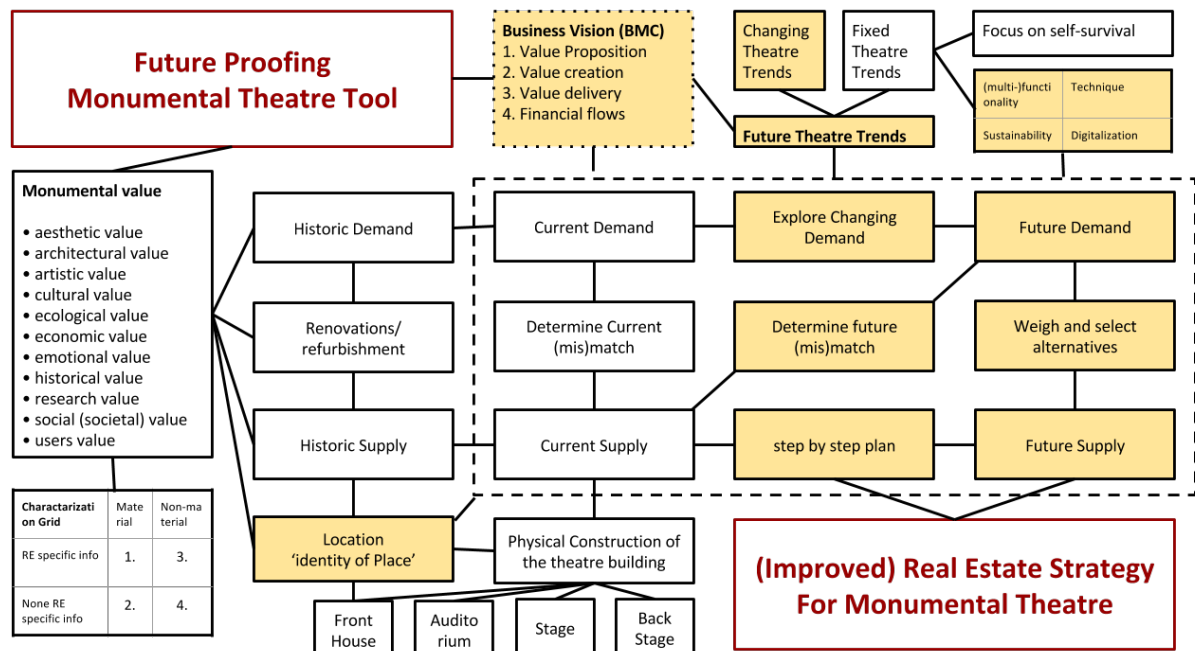 Future Proofing
Monumental Theatre Tool
Business Vision (BMC)
1. Value Proposition
2. Value creation
3. Value delivery
4. Financial flows
Changing
Theatre
Trends
Fixed
Theatre
Trends
Focus on self-survival
(multi-)functi
onality
Technique
Sustainability
Digitalization
Future Theatre Trends
Monumental value
• aesthetic value
• architectural value
• artistic value
• cultural value
• ecological value
• economic value
• emotional value
• historical value
• research value
• social (societal) value
• users value
Historic Demand
Current Demand
Explore Changing
Demand
Future Demand
Renovations/
refurbishment
Determine Current
(mis)match
Determine future
(mis)match
Weigh and select
alternatives
Historic Supply
Current Supply
step by step plan
Future Supply
Charactarizati
on Grid
Mate
rial
Non-ma
terial
RE specific info
1.
3.
None RE
specific info
2.
4.
Location
‘identity of Place’
Physical Construction of
the theatre building
Front
House
Audito
rium
Stage
Back
Stage
(Improved) Real Estate Strategy
For Monumental Theatre